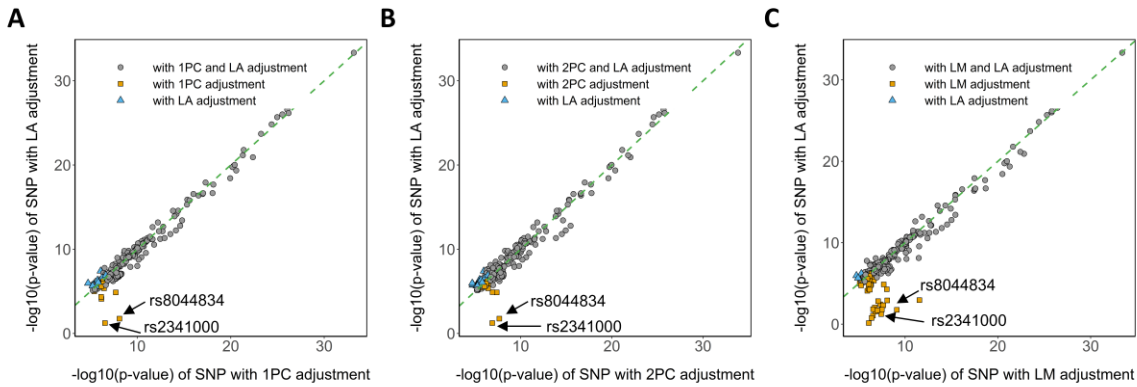 A
-log10(p-value) of SNP with LA adjustment
30
20
10
0
with 1PC and LA adjustment
with 1PC adjustment
with LA adjustment
rs8044834
rs2341000
10
20
30
-log10(p-value) of SNP with 1PC adjustment
B
-log10(p-value) of SNP with LA adjustment
30
20
10
0
with 2PC and LA adjustment
with 2PC adjustment
with LA adjustment
rs8044834
rs2341000
10
20
30
-log10(p-value) of SNP with 2PC adjustment
C
-log10(p-value) of SNP with LA adjustment
30
20
10
0
with LM and LA adjustment
with LM adjustment
with LA adjustment
rs8044834
rs2341000
10
20
30
-log10(p-value) of SNP with LM adjustment